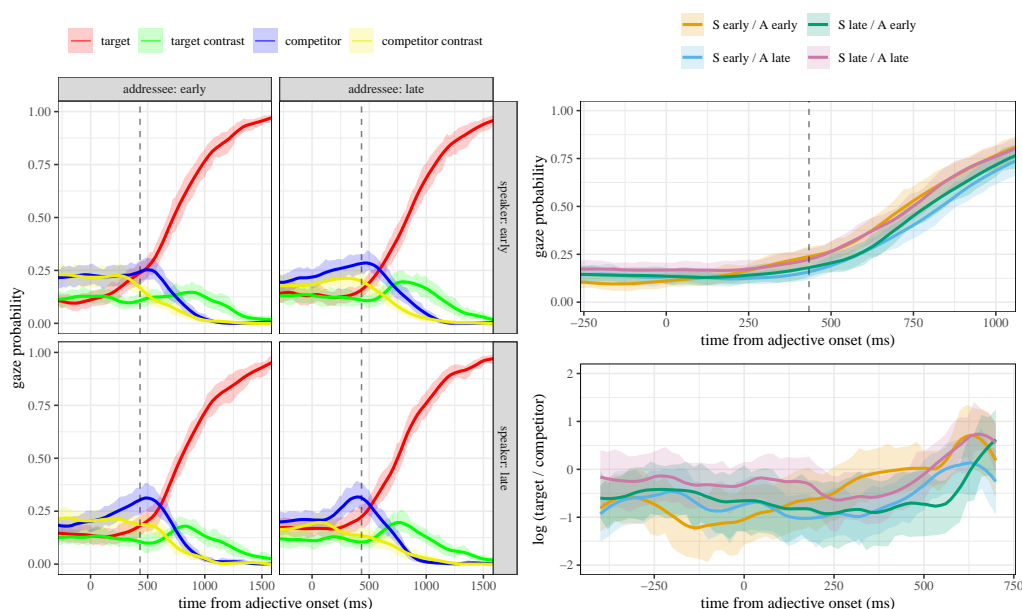 target target contrast competitor competitor contrast
addressee: early addressee: late
1.00
0.75
0.50
0.25
0.00
speaker: early
1.00
0.75
0.50
0.25
0.00
speaker: late
gaze probability
0 500 1000 1500 0 500 1000 1500
time from adjective onset (ms)
S early / A early S late / A early
S early / A late S late / A late
1.00
0.75
0.50
0.25
0.00
gaze probability
−250 0 250 500 750 1000
time from adjective onset (ms)
2
1
0
−1
−2
log (target / competitor)
−250 0 250 500 750
time from adjective onset (ms)